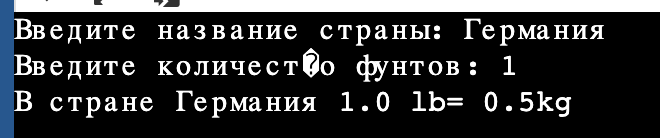 Введите название страны: Германия
Введите количест�о фунтов: 1
В стране Германия 1.0 lb= 0.5kg